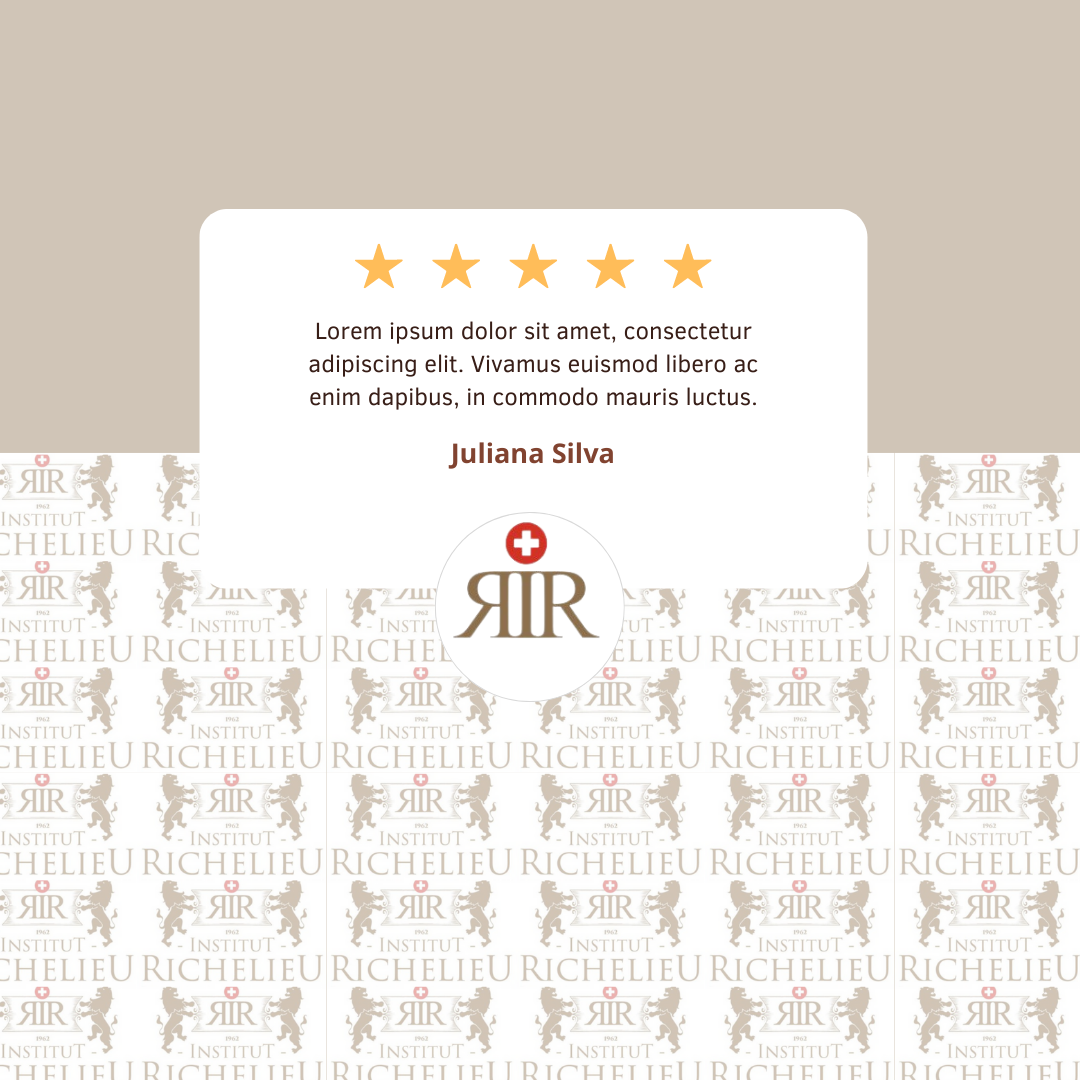 Lorem ipsum dolor sit amet, consectetur
adipiscing elit. Vivamus euismod libero ac
enim dapibus, in commodo mauris luctus.
Juliana Silva
RIR
1962
- INSTITUT -
RICHELIEU